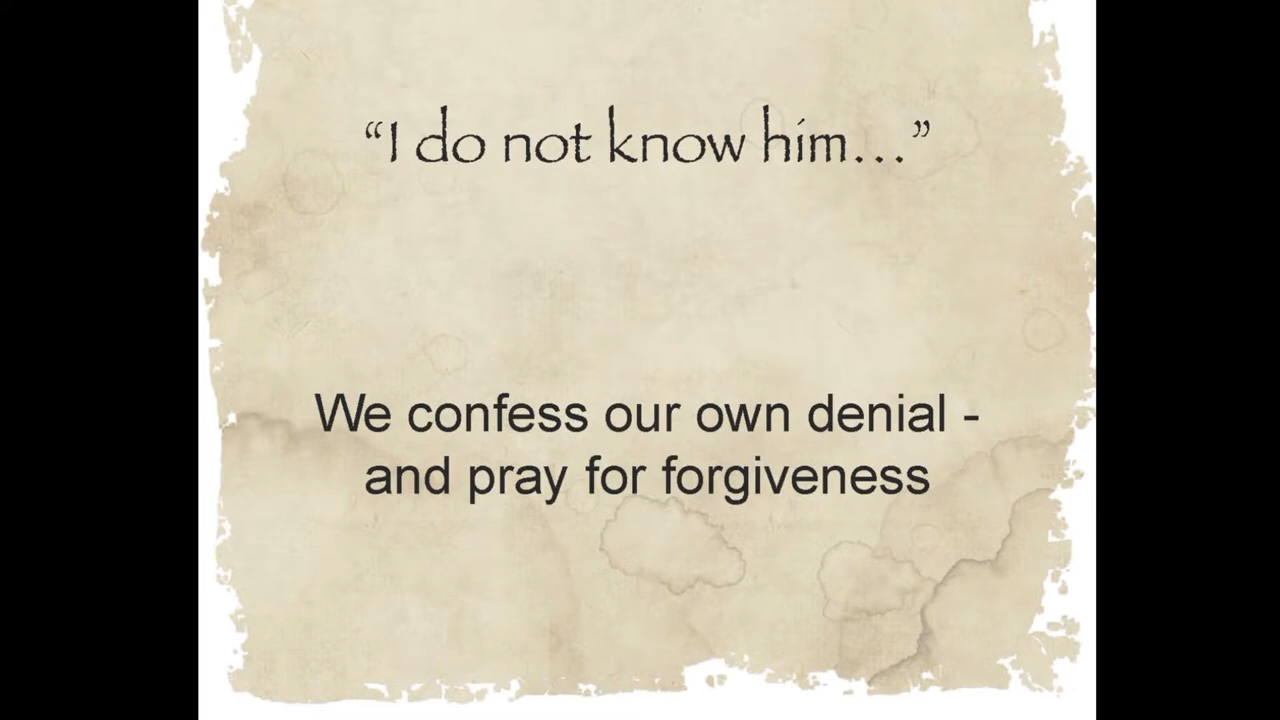 “I do not know him...”
We confess our own denial -
and pray for forgiveness